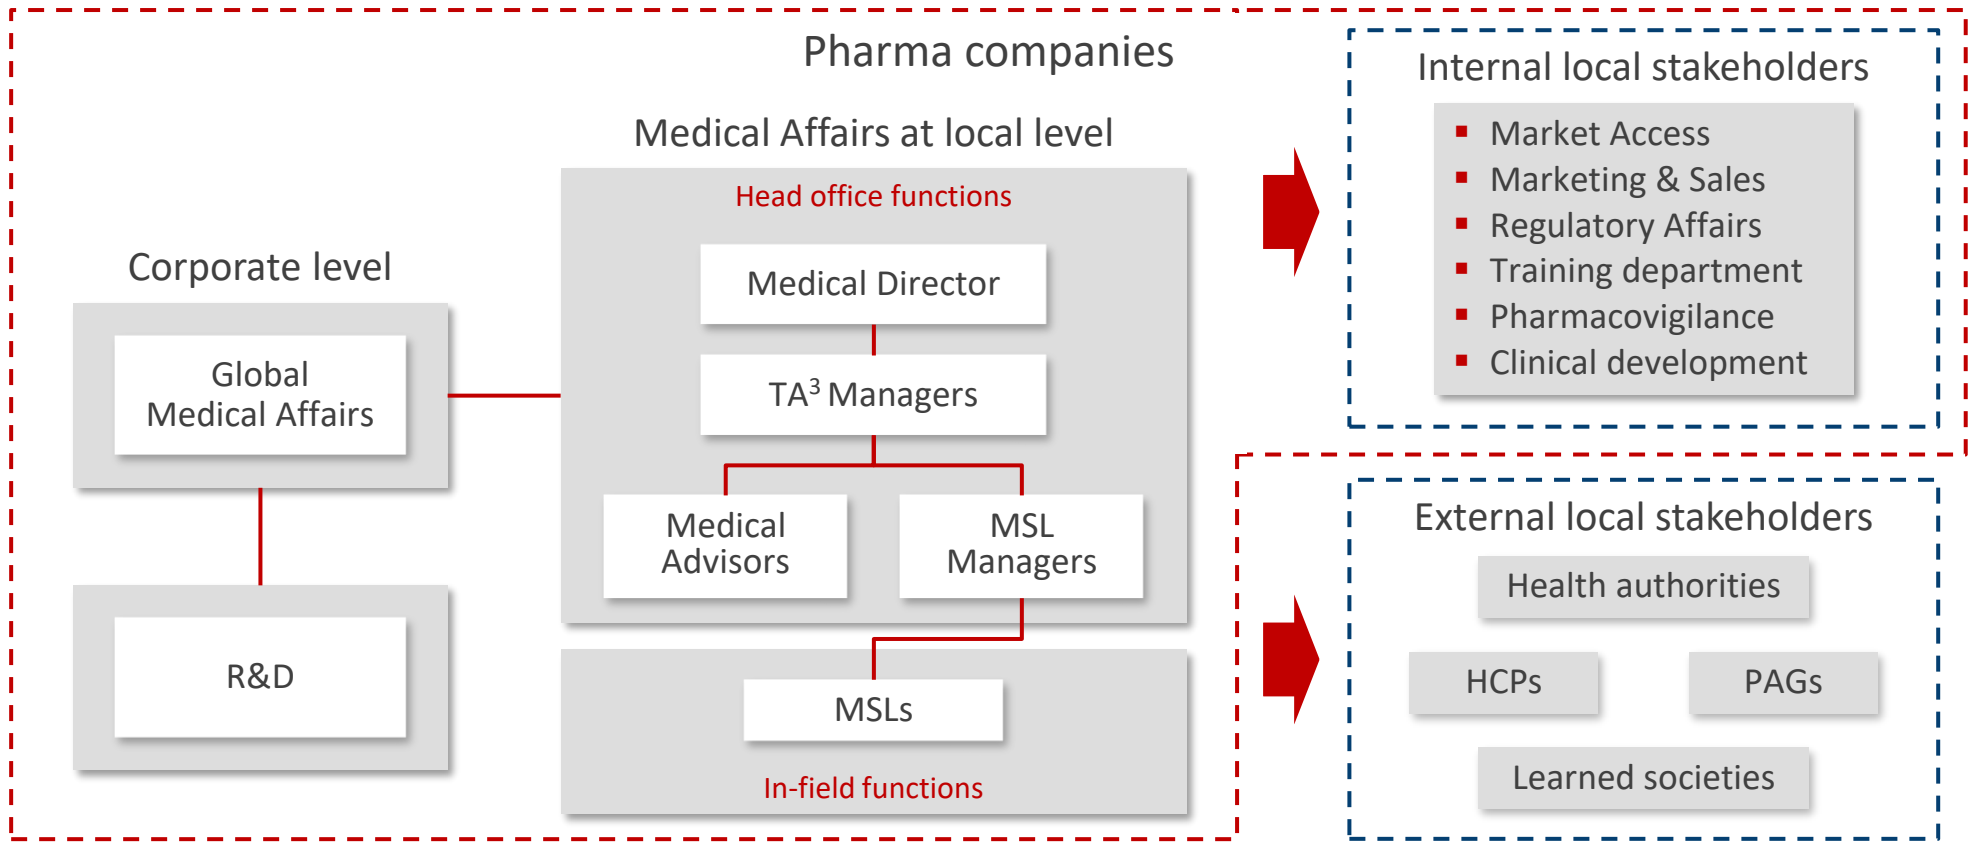 Pharma companies
Corporate level
Global
Medical Affairs
R&D
Medical Affairs at local level
Head office functions
Medical Director
TA³ Managers
Medical
Advisors
MSL
Managers
MSLs
In-field functions
Internal local stakeholders
▪ Market Access
▪ Marketing & Sales
▪ Regulatory Affairs
▪ Training department
▪ Pharmacovigilance
▪ Clinical development
External local stakeholders
Health authorities
HCPs
PAGs
Learned societies